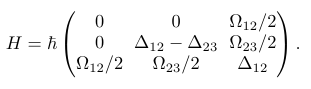 H = ħ
0 0 Ω₁₂/2
0 Δ₁₂ − Δ₂₃ Ω₂₃/2
Ω₁₂/2 Ω₂₃/2 Δ₁₂
.